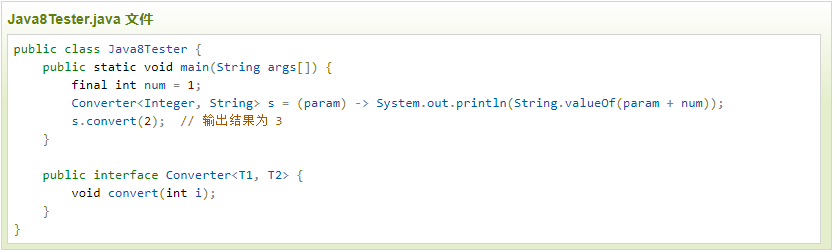 Java8Tester.java 文件
public class Java8Tester {
    public static void main(String args[]) {
        final int num = 1;
        Converter<Integer, String> s = (param) -> System.out.println(String.valueOf(param + num));
        s.convert(2);  // 输出结果为 3
    }

    public interface Converter<T1, T2> {
        void convert(int i);
    }
}